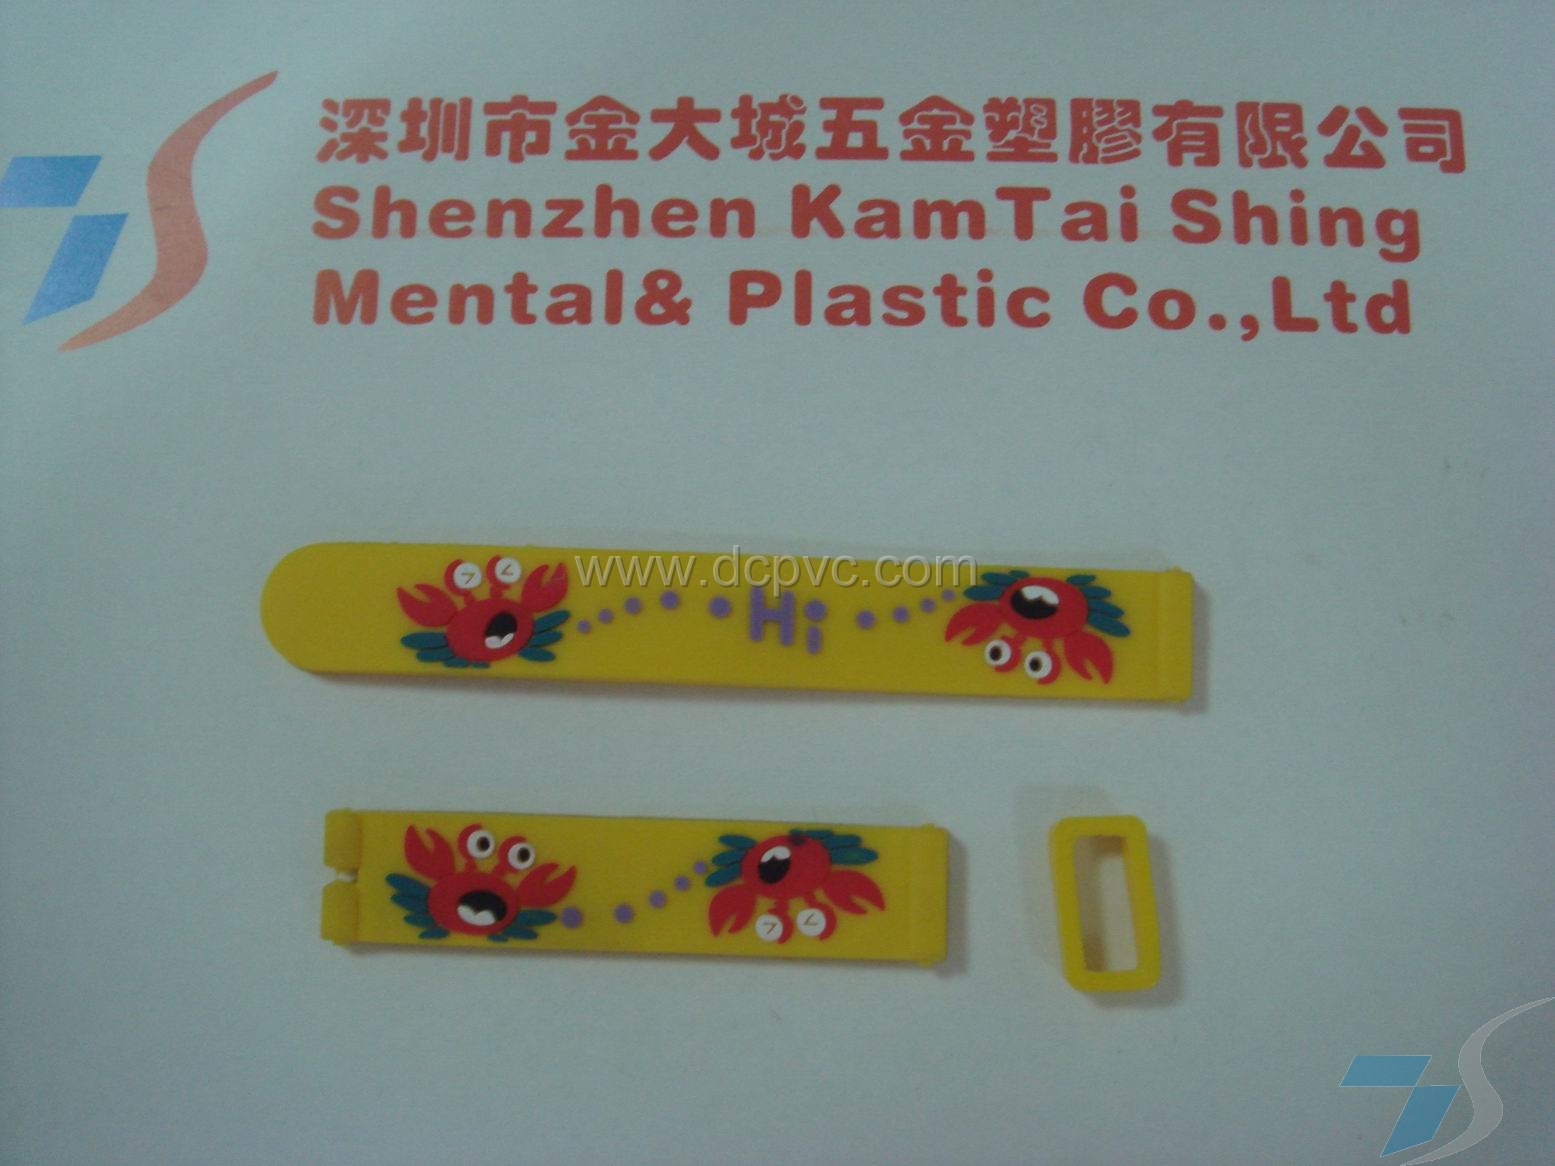 深圳市金大城五金塑膠有限公司
Shenzhen KamTai Shing
Mental& Plastic Co.,Ltd
www.dcpvc.com
Hi